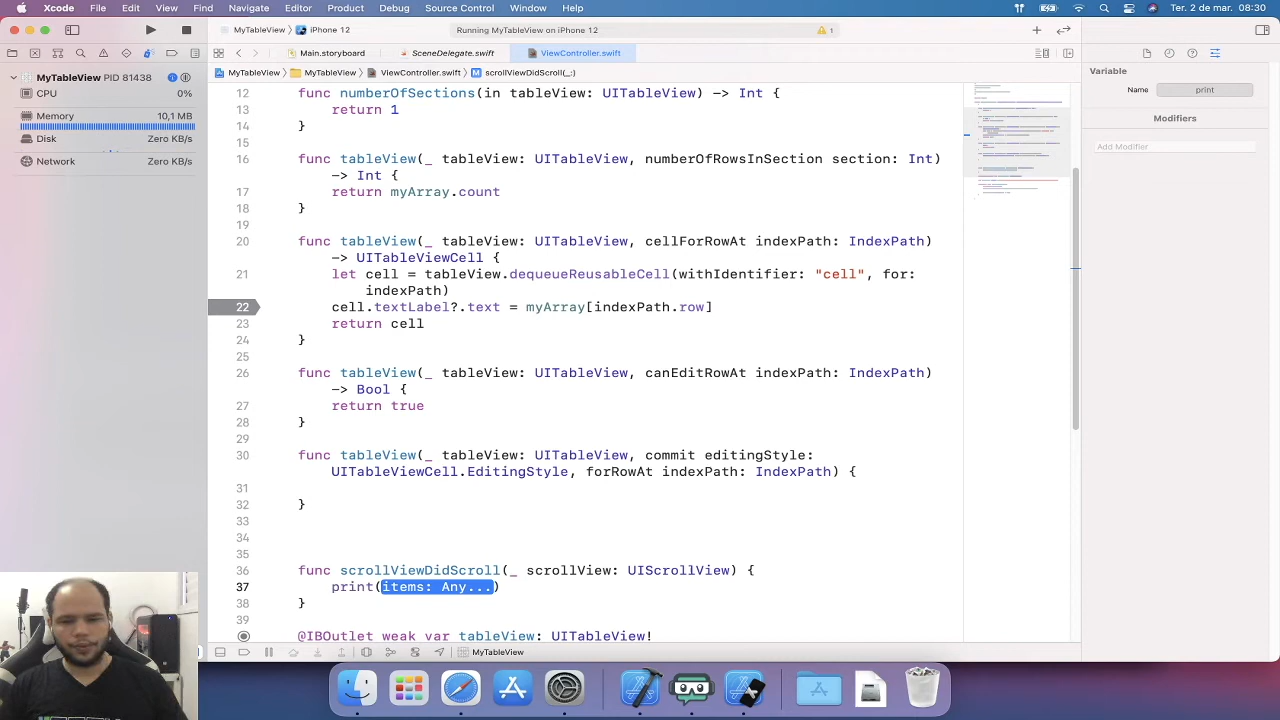 Xcode File Edit View Find Navigate Editor Product Debug Source Control Window Help Ter. 2 de mar. 08:30
MyTableView iPhone 12 Running MyTableView on iPhone 12 1
Main.storyboard SceneDelegate.swift ViewController.swift
MyTableView PID 81438
MyTableView MyTableView ViewController.swift scrollViewDidScroll(_:)
CPU 0%
Memory 10,1 MB
Disk Zero KB/s
Network Zero KB/s
12 func numberOfSections(in tableView: UITableView) -> Int {
13 return 1
14 }
15
16 func tableView(_ tableView: UITableView, numberOfRowsInSection section: Int)
-> Int {
17 return myArray.count
18 }
19
20 func tableView(_ tableView: UITableView, cellForRowAt indexPath: IndexPath)
-> UITableViewCell {
21 let cell = tableView.dequeueReusableCell(withIdentifier: "cell", for:
indexPath)
22 cell.textLabel?.text = myArray[indexPath.row]
23 return cell
24 }
25
26 func tableView(_ tableView: UITableView, canEditRowAt indexPath: IndexPath)
-> Bool {
27 return true
28 }
29
30 func tableView(_ tableView: UITableView, commit editingStyle:
UITableViewCell.EditingStyle, forRowAt indexPath: IndexPath) {
31
32 }
33
34
35
36 func scrollViewDidScroll(_ scrollView: UIScrollView) {
37 print(items: Any...)
38 }
39
@IBOutlet weak var tableView: UITableView!
MyTableView
Variable
Name print
Modifiers
Add Modifier